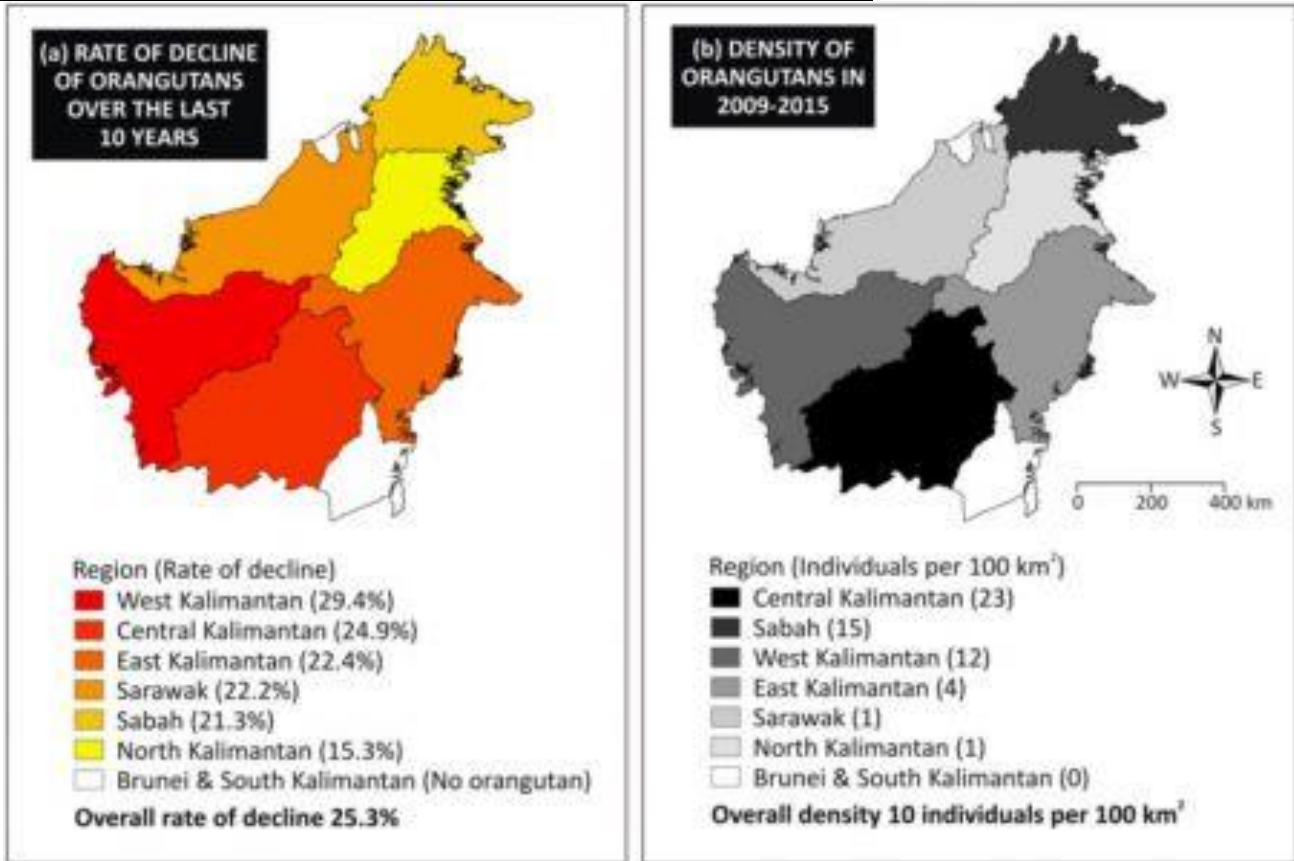 (a) RATE OF DECLINE
OF ORANGUTANS
OVER THE LAST
10 YEARS
Region (Rate of decline)
West Kalimantan (29.4%)
Central Kalimantan (24.9%)
East Kalimantan (22.4%)
Sarawak (22.2%)
Sabah (21.3%)
North Kalimantan (15.3%)
Brunei & South Kalimantan (No orangutan)
Overall rate of decline 25.3%
(b) DENSITY OF
ORANGUTANS IN
2009-2015
N
W E
S
0 200 400 km
Region (Individuals per 100 km²)
Central Kalimantan (23)
Sabah (15)
West Kalimantan (12)
East Kalimantan (4)
Sarawak (1)
North Kalimantan (1)
Brunei & South Kalimantan (0)
Overall density 10 individuals per 100 km²